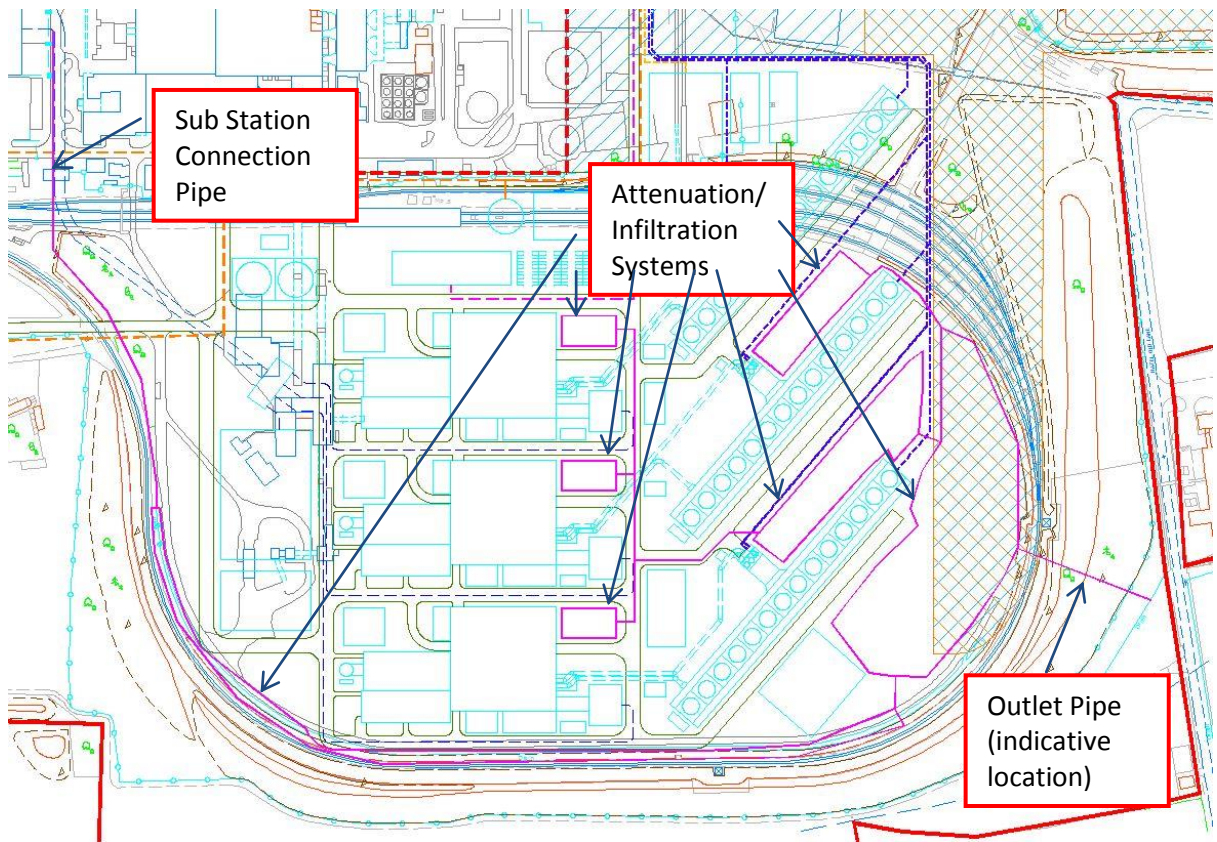 Sub Station
Connection
Pipe
Attenuation/
Infiltration
Systems
Outlet Pipe
(indicative
location)